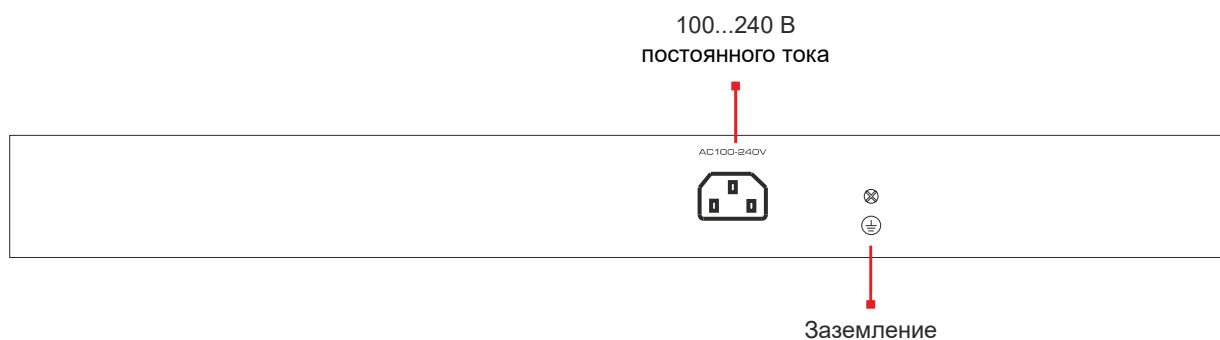 100...240 В
постоянного тока
AC100-240V
Заземление